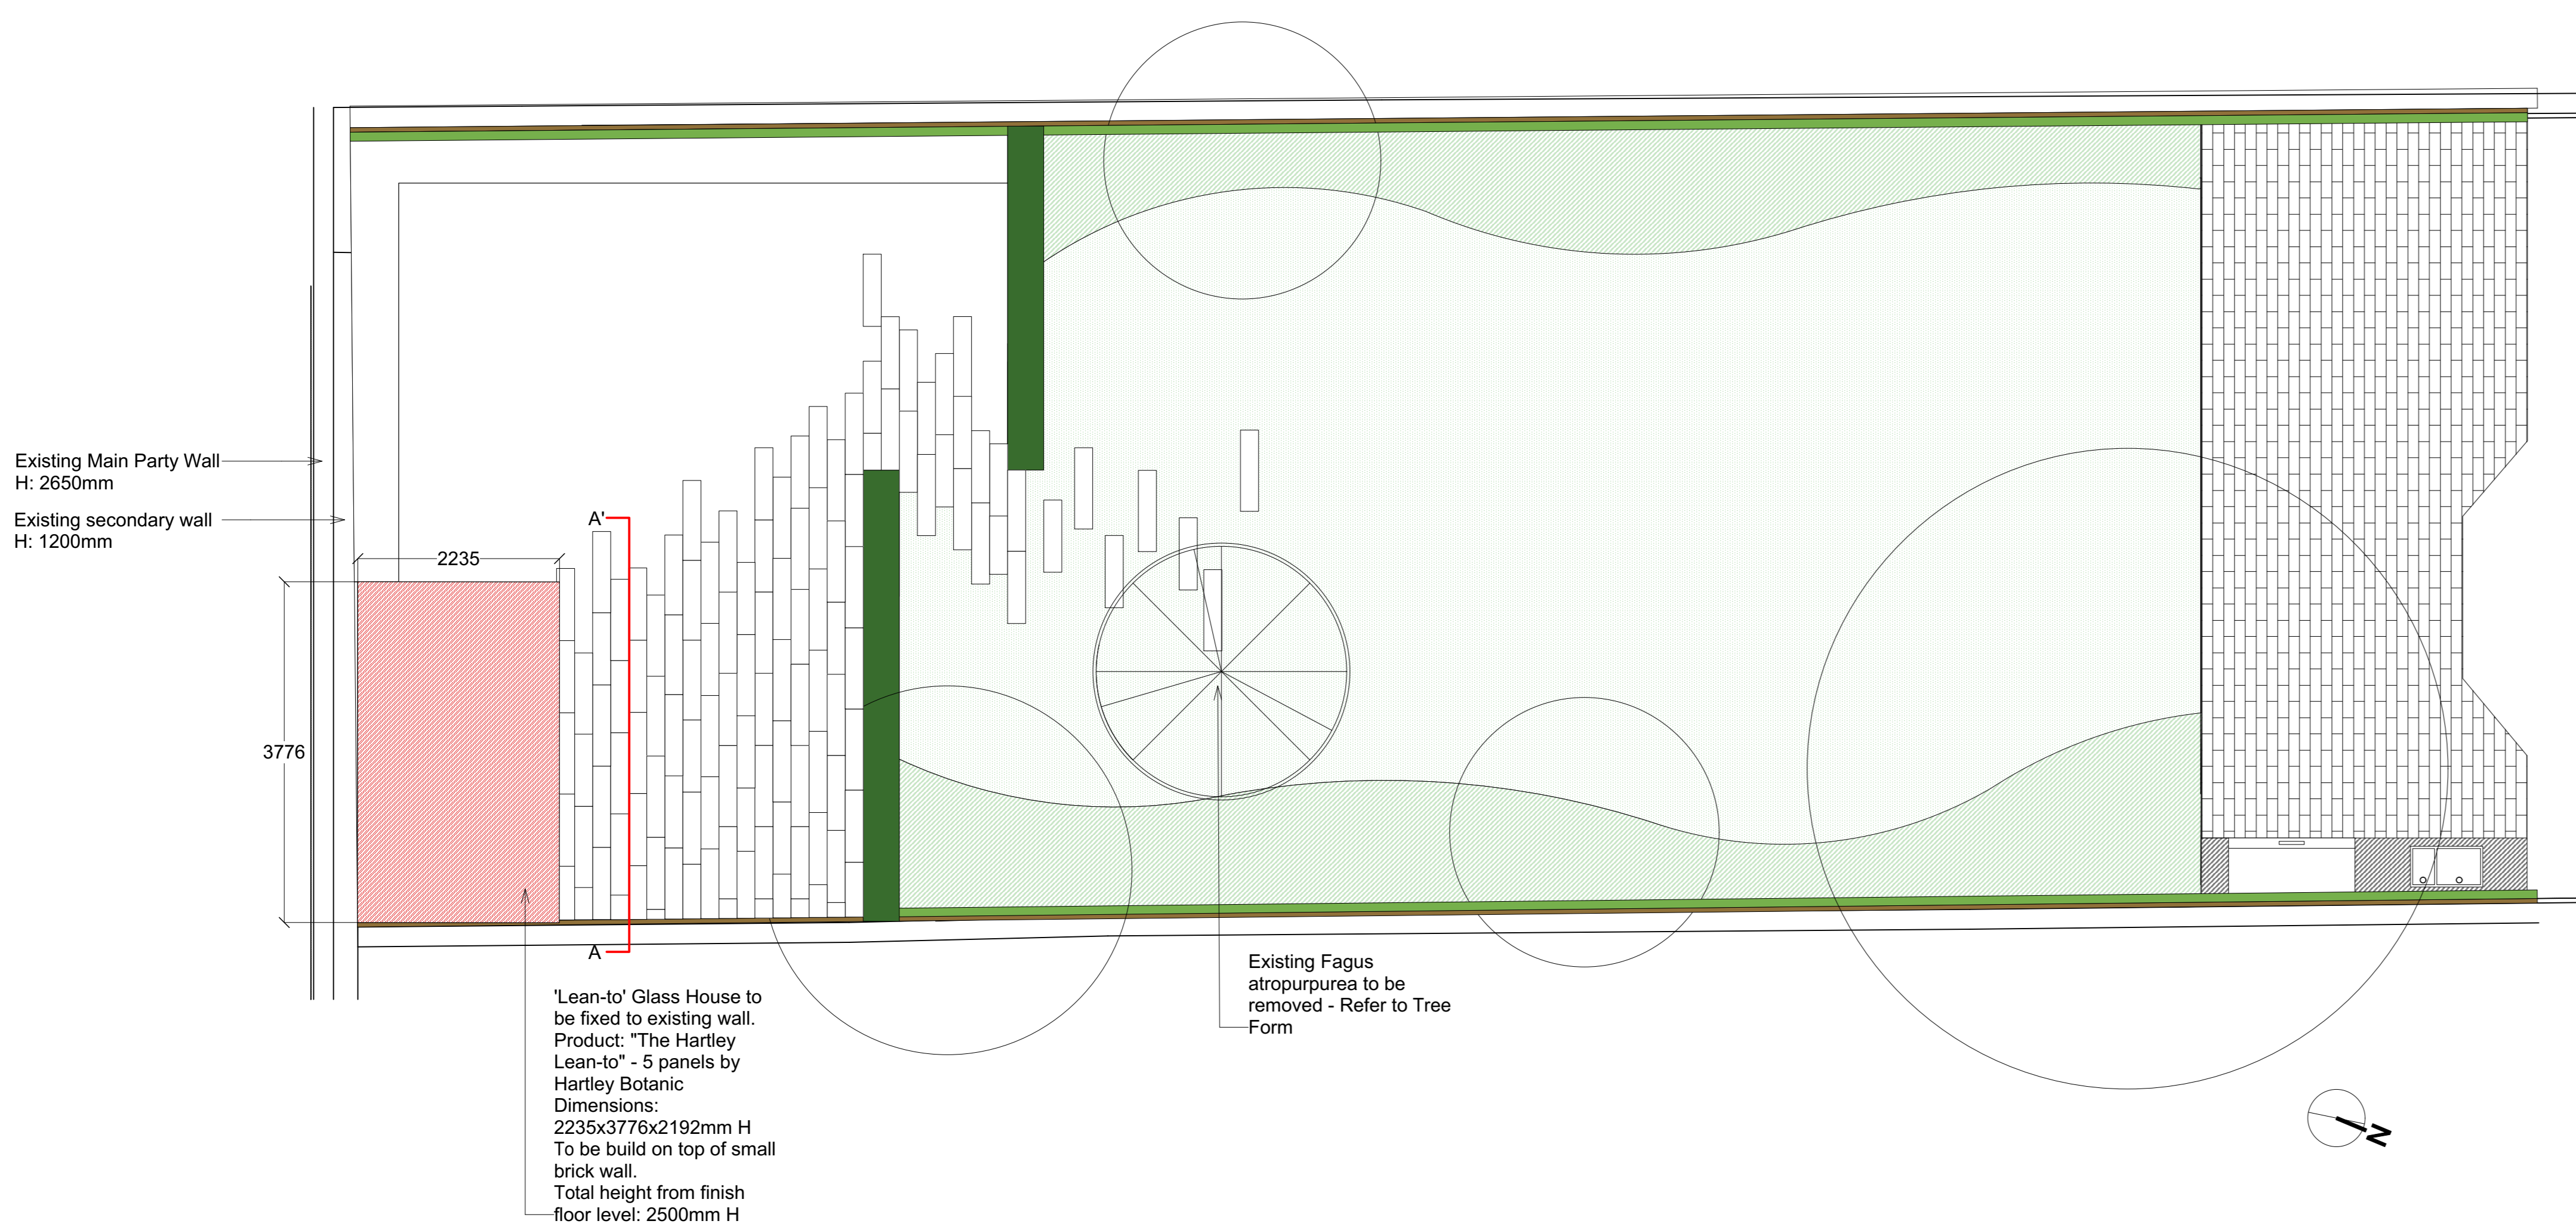 Existing Main Party Wall
H: 2650mm
Existing secondary wall
H: 1200mm
A'
2235
3776
A
'Lean-to' Glass House to
be fixed to existing wall.
Product: "The Hartley
Lean-to" - 5 panels by
Hartley Botanic
Dimensions:
2235x3776x2192mm H
To be build on top of small
brick wall.
Total height from finish
floor level: 2500mm H
Existing Fagus
atropurpurea to be
removed - Refer to Tree
Form
N